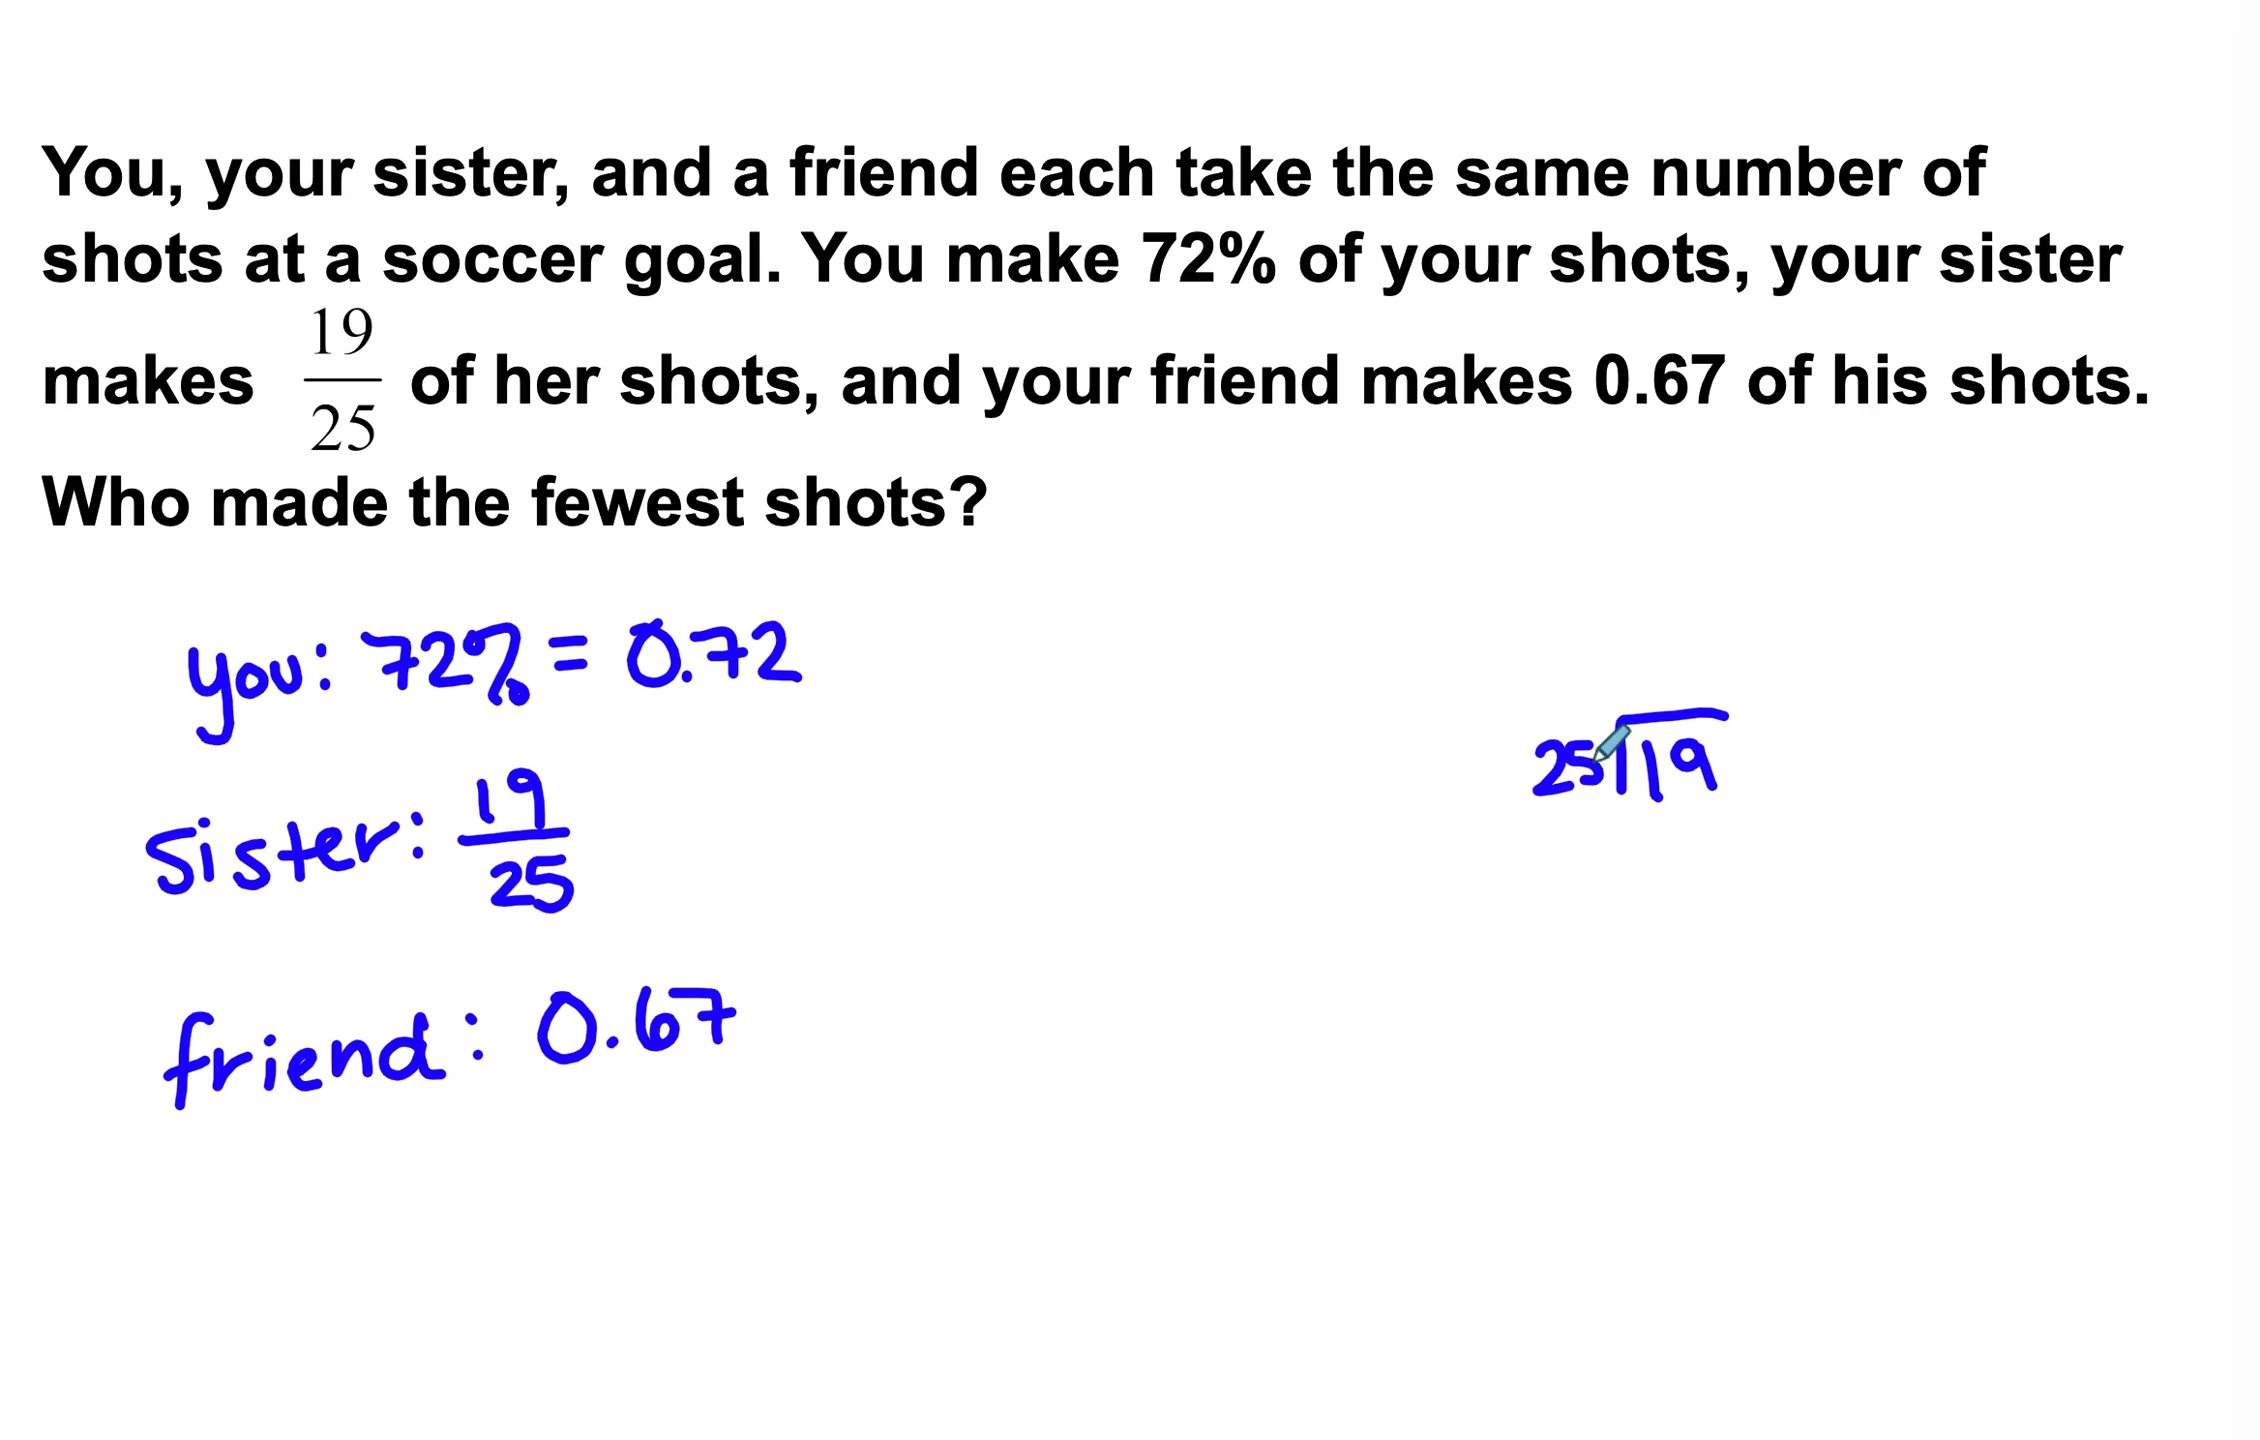 You, your sister, and a friend each take the same number of
shots at a soccer goal. You make 72% of your shots, your sister
makes 19/25 of her shots, and your friend makes 0.67 of his shots.
Who made the fewest shots?
you: 72% = 0.72
25⟌19
sister: 19/25
friend: 0.67